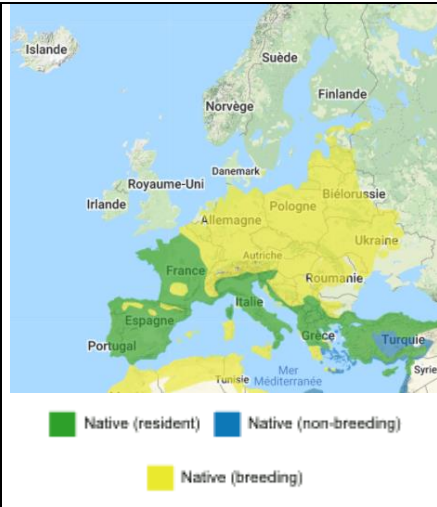 Islande
Suède
Finlande
Norvège
Danemark
Royaume-Uni
Irlande
Biélorussie
Pologne
Allemagne
Ukraine
Autriche
France
Roumanie
Italie
Espagne
Grèce
Turquie
Portugal
Syrie
Mer
Méditerranée
Tunisie
Native (resident)
Native (non-breeding)
Native (breeding)